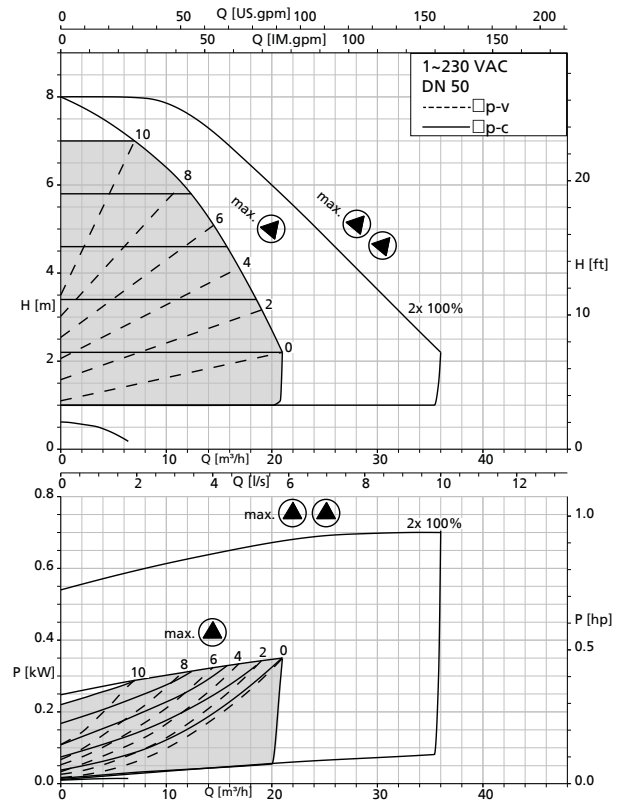 Q [US.gpm]
50 100 150 200
0 Q [IM.gpm]
50 100 150
1~230 VAC
DN 50
□p-v
□p-c
8
6
4
H [m]
2
0
20
H [ft]
10
0
10
8
6
4
2
0
max.
max.
2x 100%
0 10 20 40
Q [m³/h]
0 2 4 6 8 10 12
Q [l/s]
0.8
0.6
0.4
P [kW]
0.2
0.0
1.0
P [hp]
0.5
0.0
max.
2x 100%
max.
10 8 6 4 2 0
0 10 20 40
Q [m³/h]